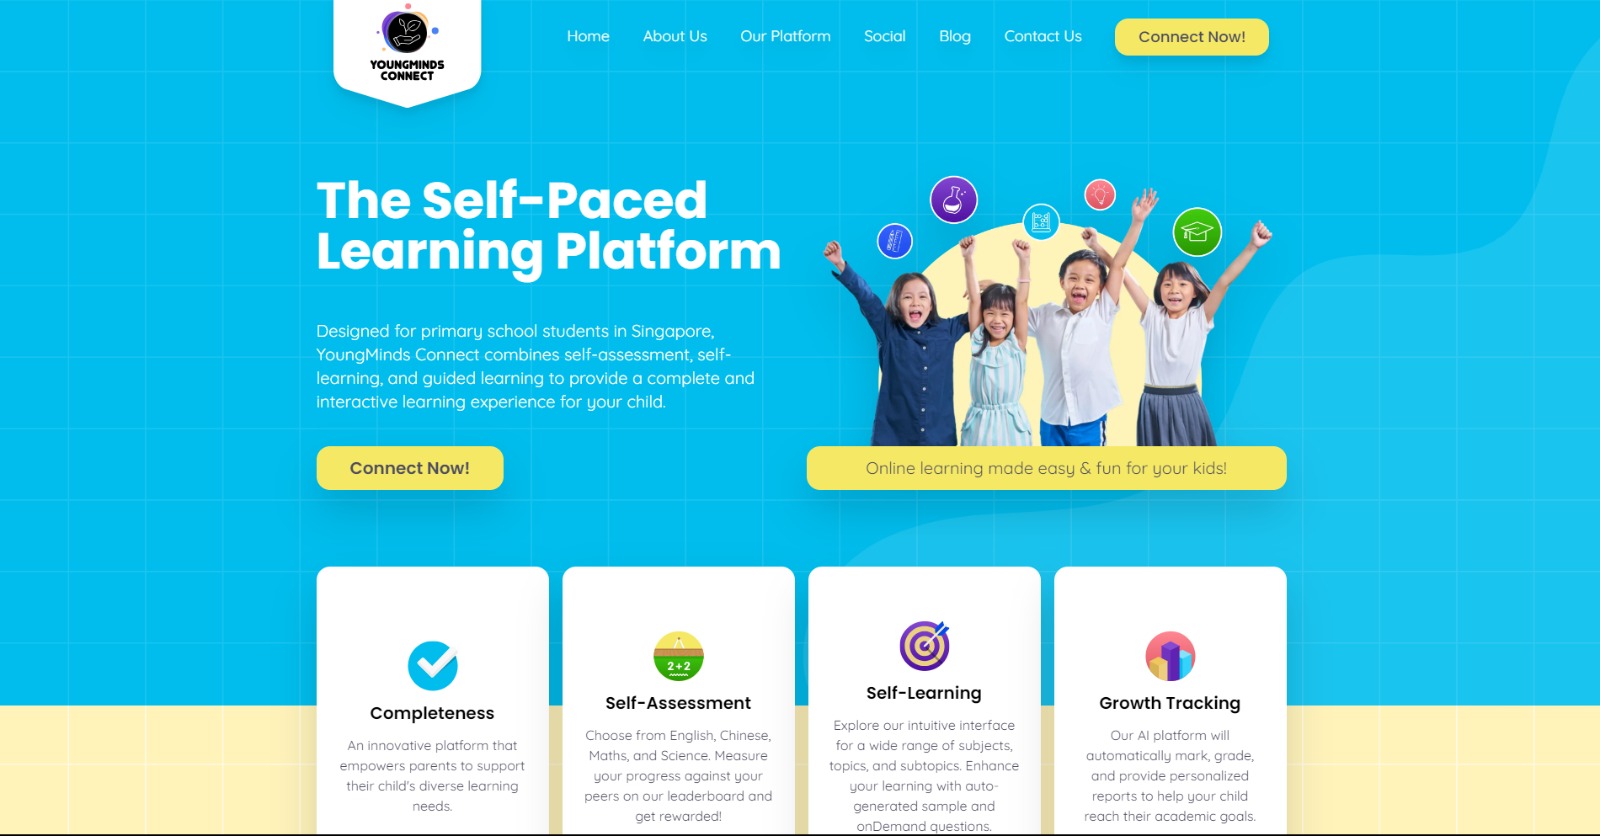 YOUNGMINDS
CONNECT
Home
About Us
Our Platform
Social
Blog
Contact Us
Connect Now!
The Self-Paced
Learning Platform
Designed for primary school students in Singapore,
YoungMinds Connect combines self-assessment, self-
learning, and guided learning to provide a complete and
interactive learning experience for your child.
Connect Now!
Online learning made easy & fun for your kids!
Completeness
An innovative platform that
empowers parents to support
their child's diverse learning
needs.
2+2
Self-Assessment
Choose from English, Chinese,
Maths, and Science. Measure
your progress against your
peers on our leaderboard and
get rewarded!
Self-Learning
Explore our intuitive interface
for a wide range of subjects,
topics, and subtopics. Enhance
your learning with auto-
generated sample and
onDemand questions.
Growth Tracking
Our AI platform will
automatically mark, grade,
and provide personalized
reports to help your child
reach their academic goals.